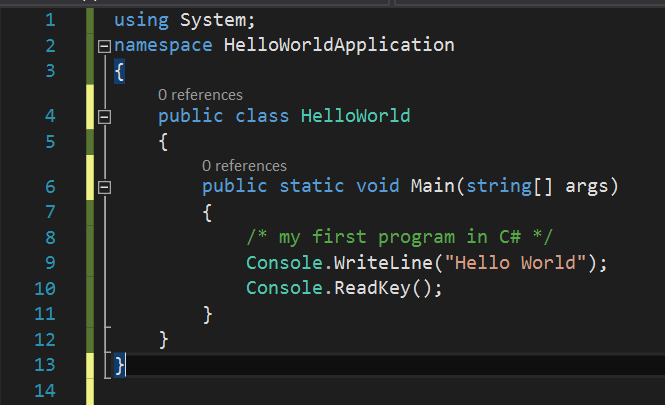 1 using System;
2 namespace HelloWorldApplication
3 {
0 references
4 public class HelloWorld
5 {
0 references
6 public static void Main(string[] args)
7 {
8 /* my first program in C# */
9 Console.WriteLine("Hello World");
10 Console.ReadKey();
11 }
12 }
13 }
14